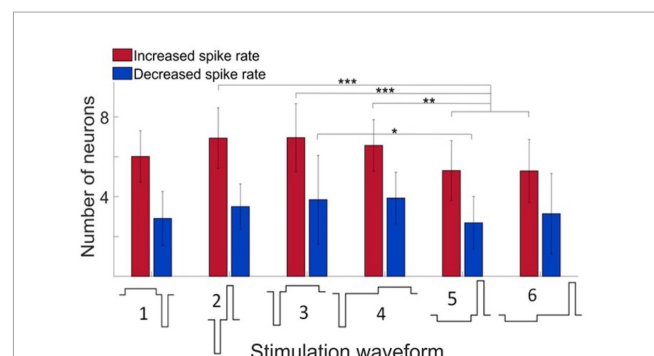 Increased spike rate
Decreased spike rate
***
***
**
*
8
4
Number of neurons
1 2 3 4 5 6
Stimulation waveform